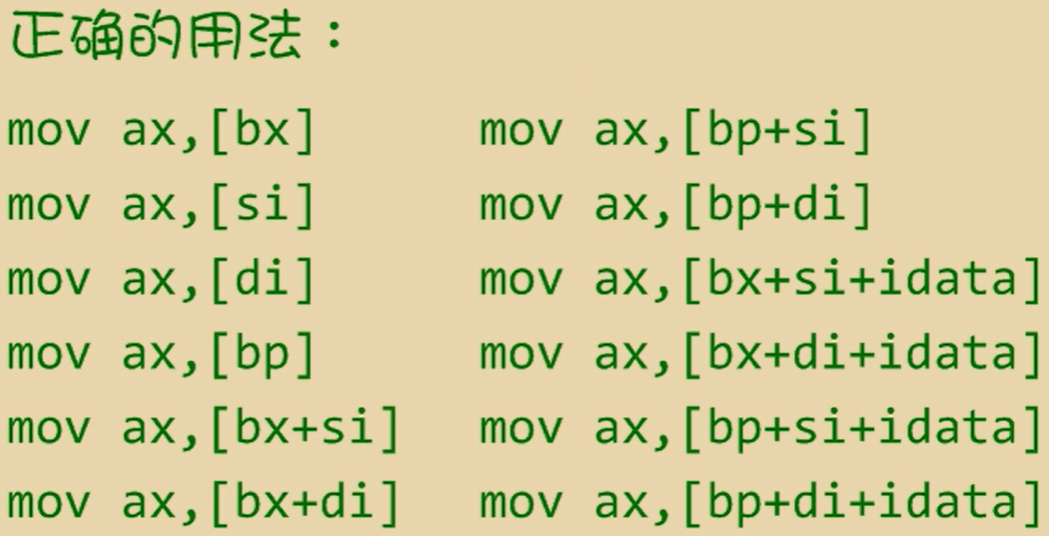 正确的用法：
mov ax,[bx] mov ax,[bp+si]
mov ax,[si] mov ax,[bp+di]
mov ax,[di] mov ax,[bx+si+idata]
mov ax,[bp] mov ax,[bx+di+idata]
mov ax,[bx+si] mov ax,[bp+si+idata]
mov ax,[bx+di] mov ax,[bp+di+idata]